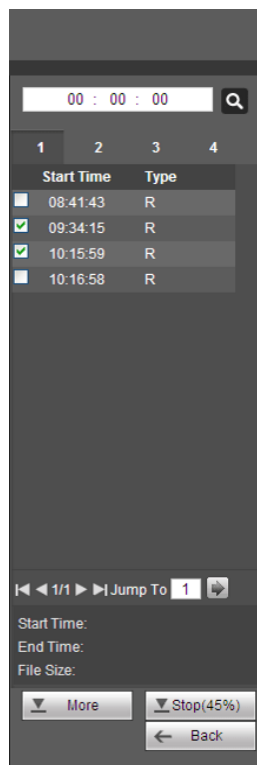 00 : 00 : 00
1 2 3 4
Start Time Type
08:41:43 R
09:34:15 R
10:15:59 R
10:16:58 R
1/1 Jump To 1
Start Time:
End Time:
File Size:
More Stop(45%)
Back